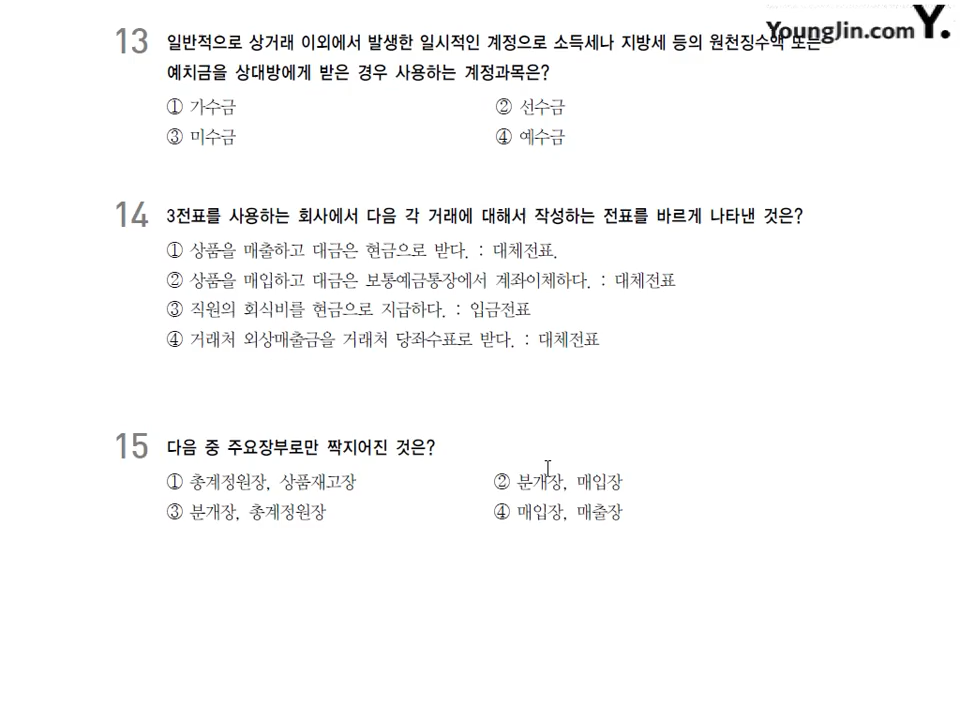 YoungJin.com Y.
13 일반적으로 상거래 이외에서 발생한 일시적인 계정으로 소득세나 지방세 등의 원천징수액 또는
예치금을 상대방에게 받은 경우 사용하는 계정과목은?
① 가수금 ② 선수금
③ 미수금 ④ 예수금
14 3전표를 사용하는 회사에서 다음 각 거래에 대해서 작성하는 전표를 바르게 나타낸 것은?
① 상품을 매출하고 대금은 현금으로 받다. : 대체전표.
② 상품을 매입하고 대금은 보통예금통장에서 계좌이체하다. : 대체전표
③ 직원의 회식비를 현금으로 지급하다. : 입금전표
④ 거래처 외상매출금을 거래처 당좌수표로 받다. : 대체전표
15 다음 중 주요장부로만 짝지어진 것은?
① 총계정원장, 상품재고장 ② 분개장, 매입장
③ 분개장, 총계정원장 ④ 매입장, 매출장